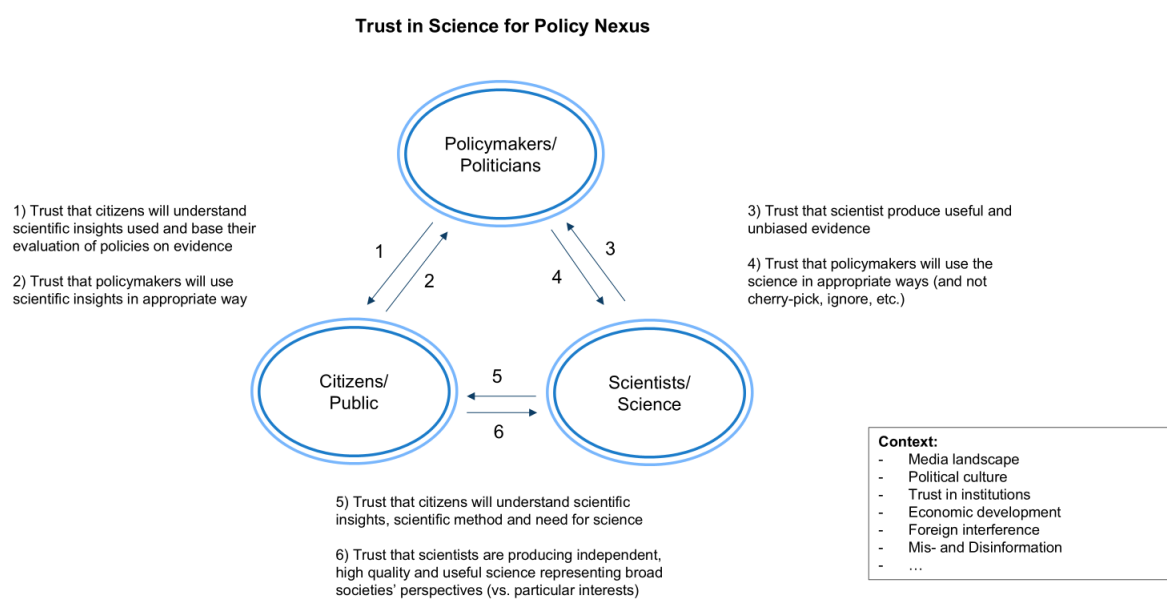 Trust in Science for Policy Nexus
Policymakers/
Politicians
1) Trust that citizens will understand
scientific insights used and base their
evaluation of policies on evidence
2) Trust that policymakers will use
scientific insights in appropriate way
1
2
3
4
3) Trust that scientist produce useful and
unbiased evidence
4) Trust that policymakers will use the
science in appropriate ways (and not
cherry-pick, ignore, etc.)
Citizens/
Public
5
6
Scientists/
Science
Context:
- Media landscape
- Political culture
- Trust in institutions
- Economic development
- Foreign interference
- Mis- and Disinformation
- …
5) Trust that citizens will understand scientific
insights, scientific method and need for science
6) Trust that scientists are producing independent,
high quality and useful science representing broad
societies’ perspectives (vs. particular interests)